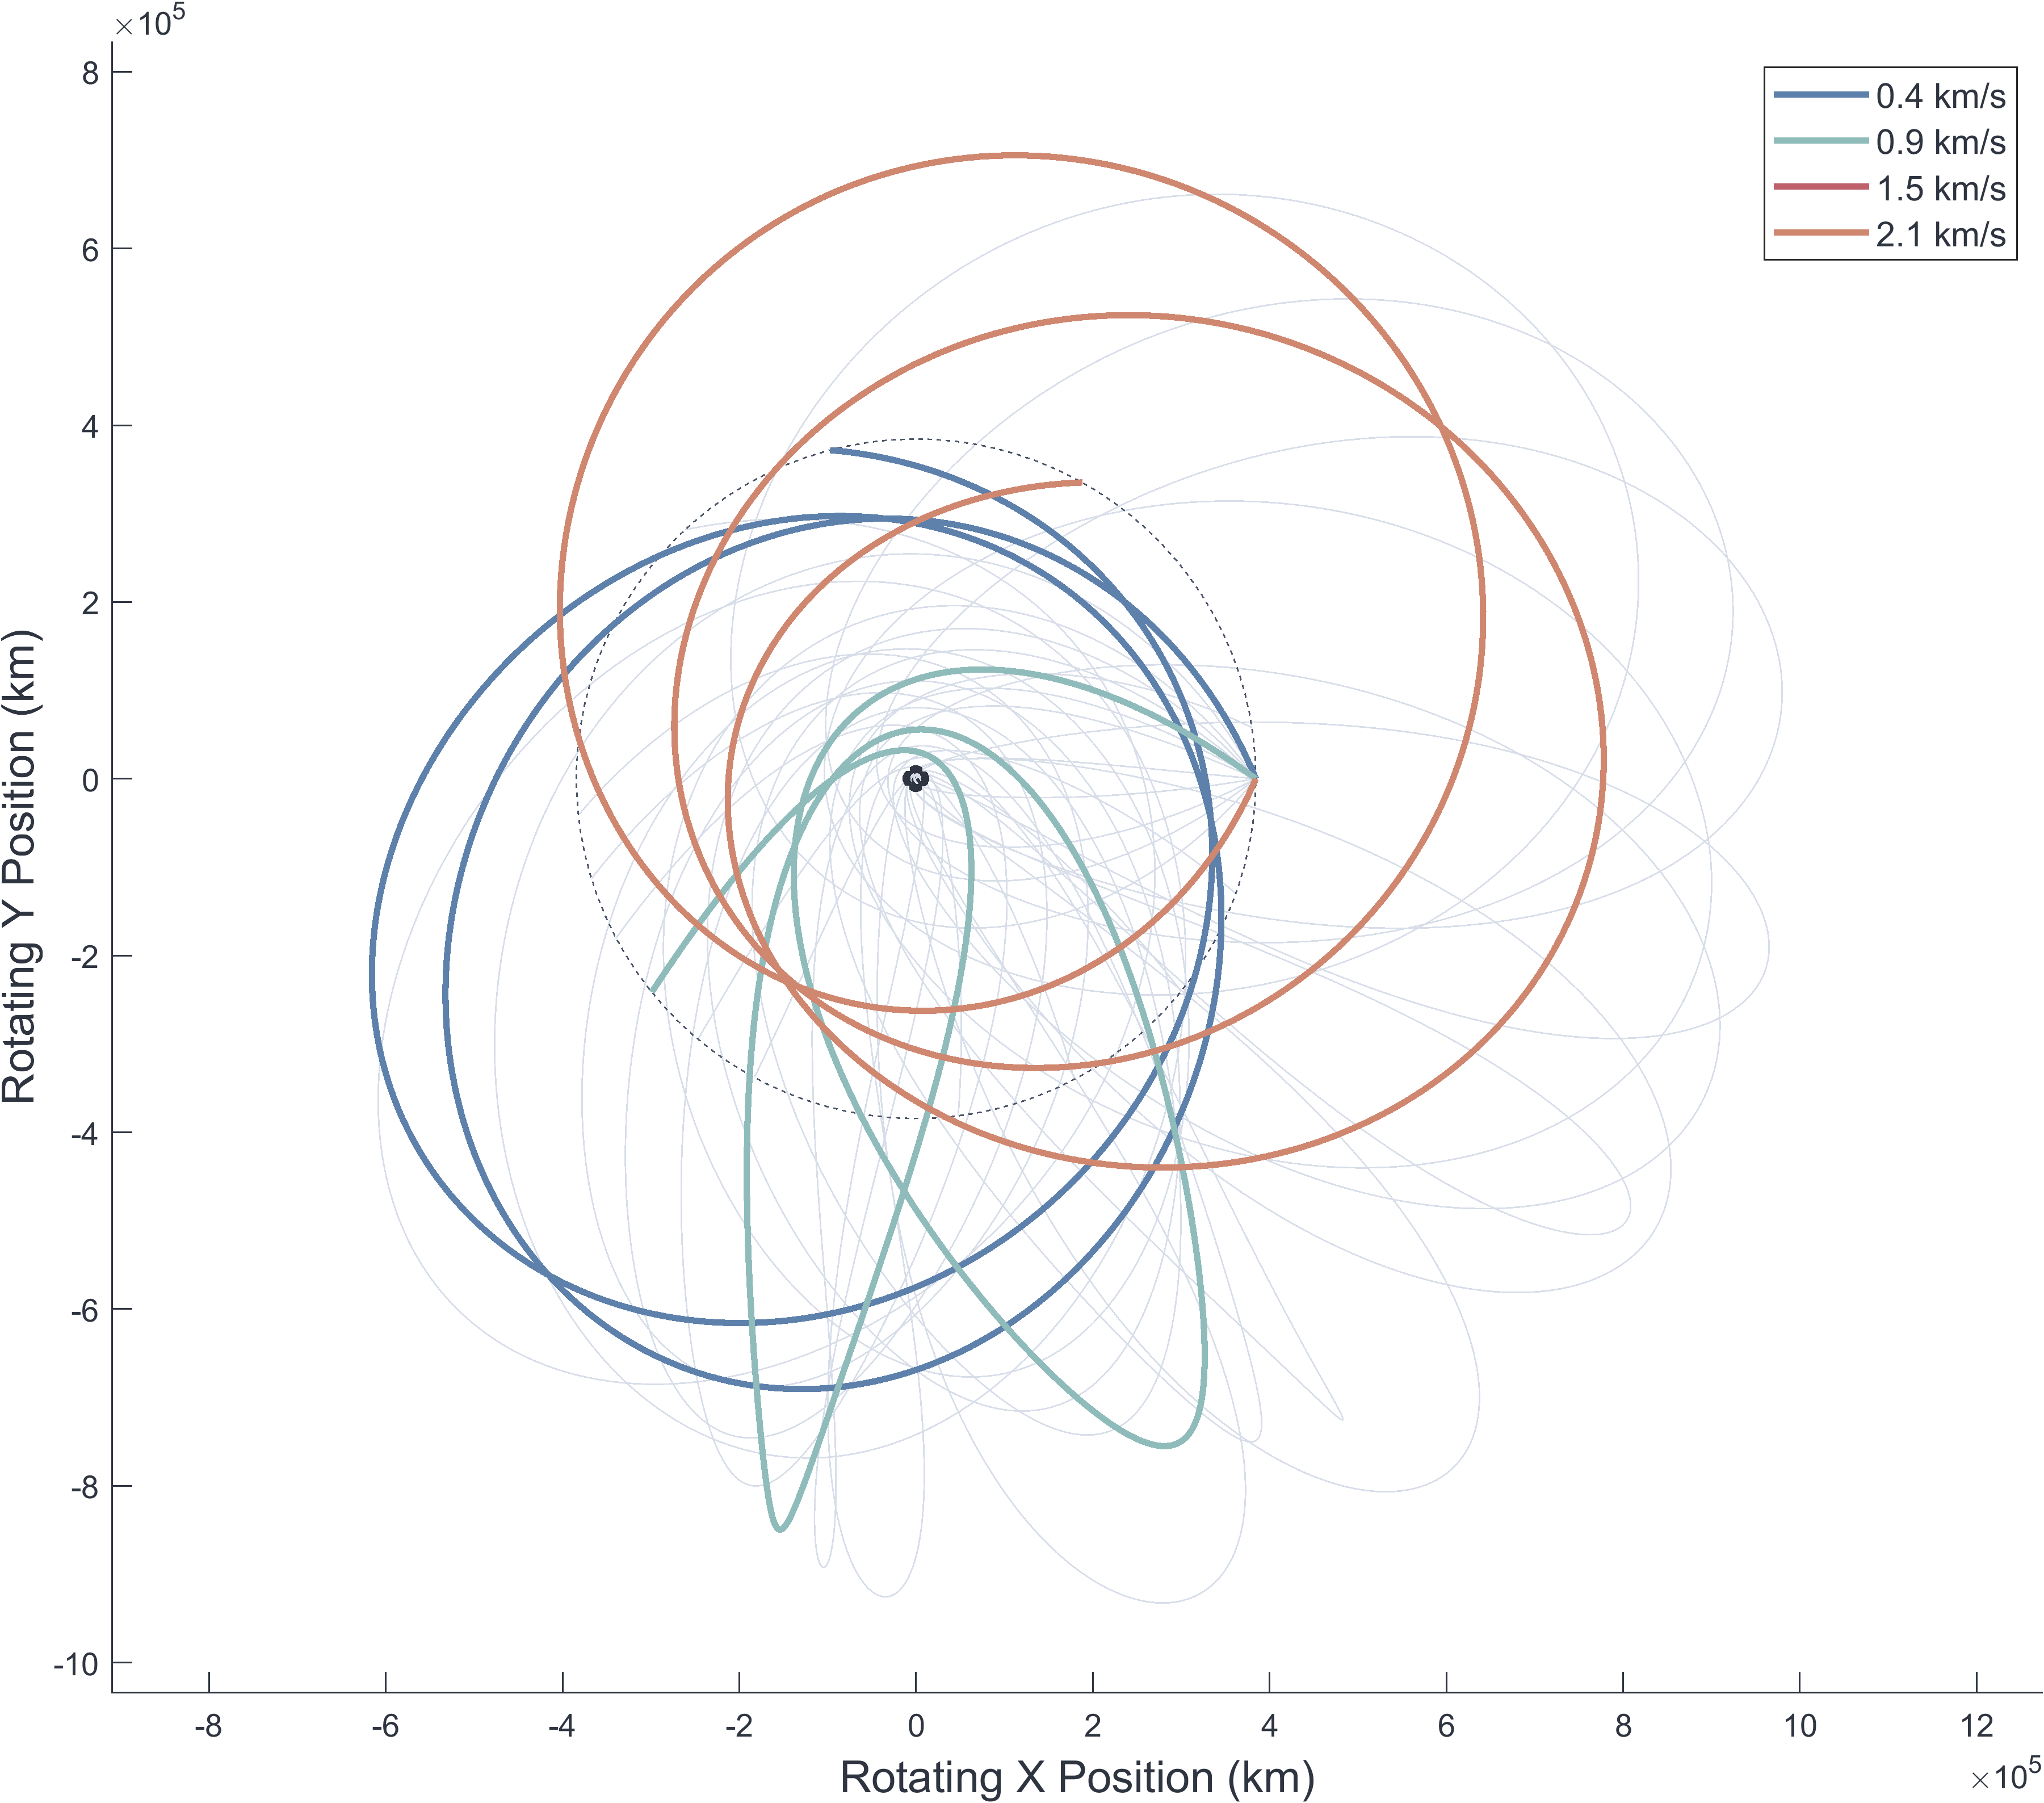 ×10⁵
8
6
4
2
0
-2
-4
-6
-8
-10
Rotating Y Position (km)
0.4 km/s
0.9 km/s
1.5 km/s
2.1 km/s
-8 -6 -4 -2 0 2 4 6 8 10 12
Rotating X Position (km)
×10⁵